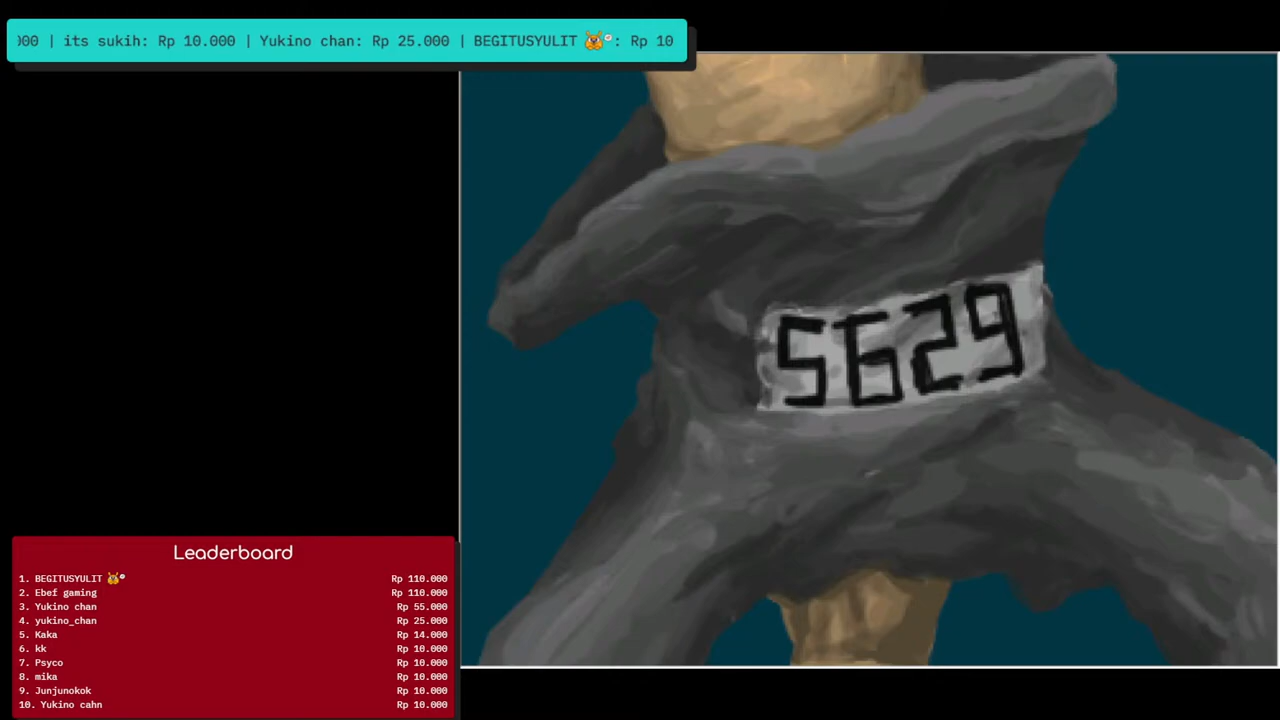 000 | its sukih: Rp 10.000 | Yukino chan: Rp 25.000 | BEGITUSYULIT : Rp 10
5629
Leaderboard
1. BEGITUSYULIT Rp 110.000
2. Ebef gaming Rp 110.000
3. Yukino chan Rp 55.000
4. yukino_chan Rp 25.000
5. Kaka Rp 14.000
6. kk Rp 10.000
7. Psyco Rp 10.000
8. mika Rp 10.000
9. Junjunokok Rp 10.000
10. Yukino cahn Rp 10.000